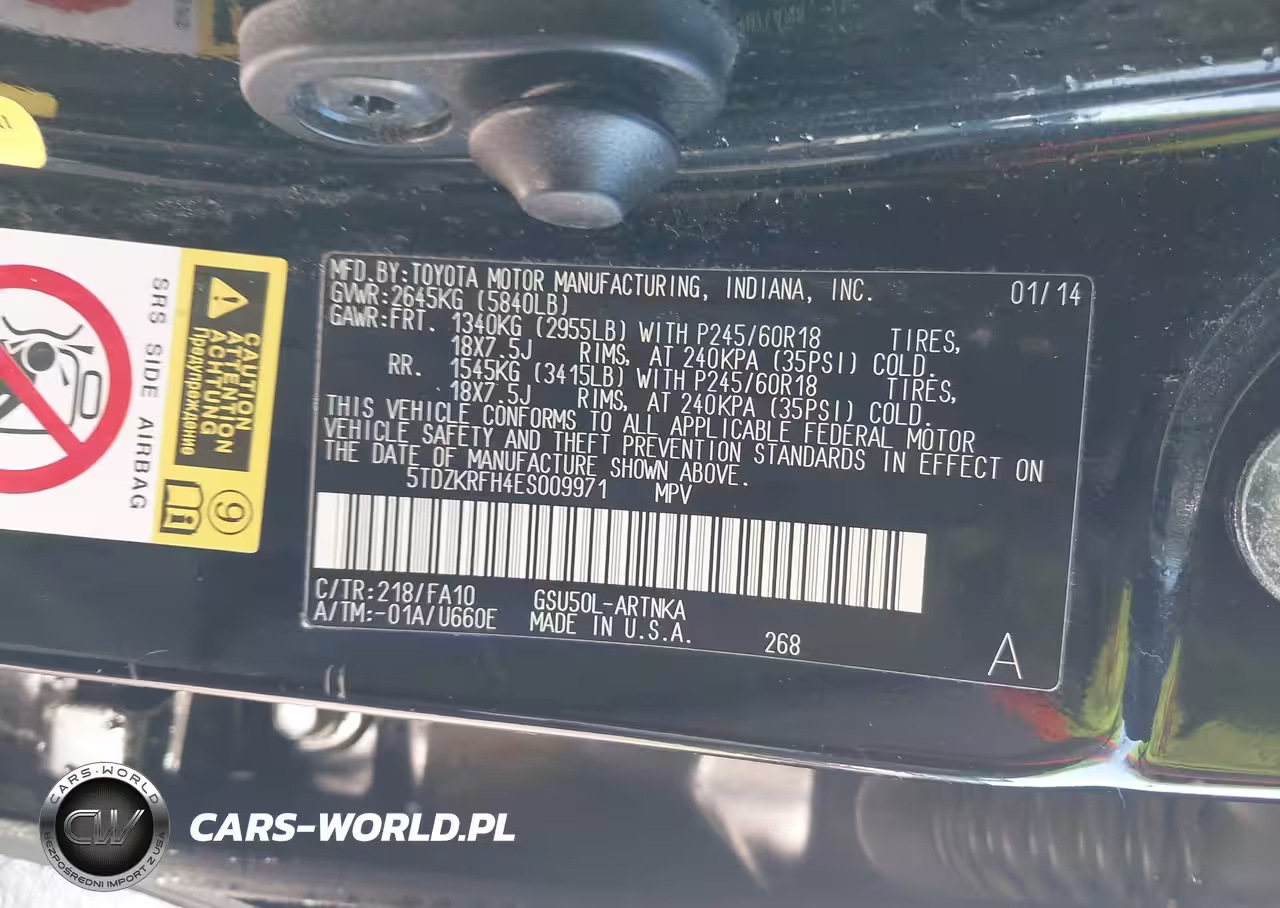 MFD.BY:TOYOTA MOTOR MANUFACTURING, INDIANA, INC. 01/14
GVWR:2645KG (5840LB)
GAWR:FRT. 1340KG (2955LB) WITH P245/60R18 TIRES,
18X7.5J RIMS, AT 240KPA (35PSI) COLD.
RR. 1545KG (3415LB) WITH P245/60R18 TIRES,
18X7.5J RIMS, AT 240KPA (35PSI) COLD.
THIS VEHICLE CONFORMS TO ALL APPLICABLE FEDERAL MOTOR
VEHICLE SAFETY AND THEFT PREVENTION STANDARDS IN EFFECT ON
THE DATE OF MANUFACTURE SHOWN ABOVE.
5TDZKRFH4ES009971 MPV
C/TR:218/FA10 GSU50L-ARTNKA
A/TM:-01A/U660E MADE IN U.S.A. 268
A
CAUTION
ATTENTION
ACHTUNG
Предупреждение
9
SRS SIDE AIRBAG
CARS-WORLD
CW
BEZPOŚREDNI IMPORT Z USA
CARS-WORLD.PL